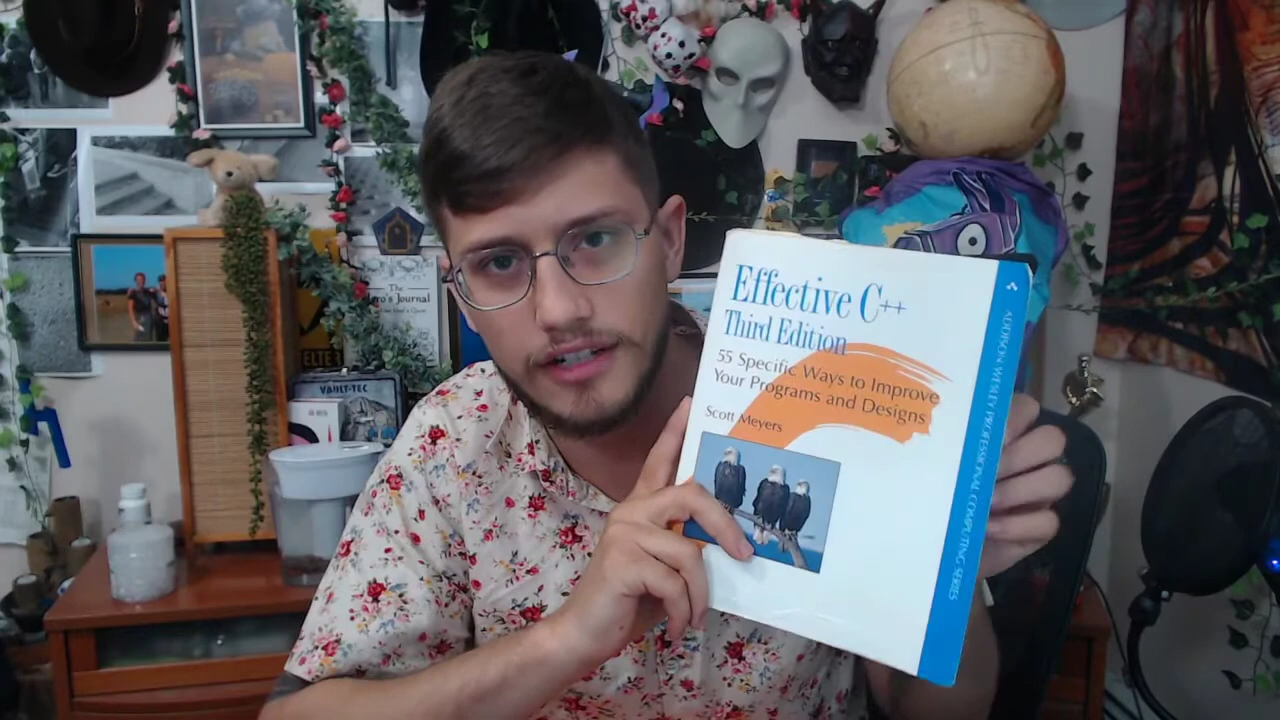 Effective C++
Third Edition
55 Specific Ways to Improve
Your Programs and Designs
Scott Meyers
ADDISON-WESLEY PROFESSIONAL COMPUTING SERIES
The
Journal
VAULT-TEC